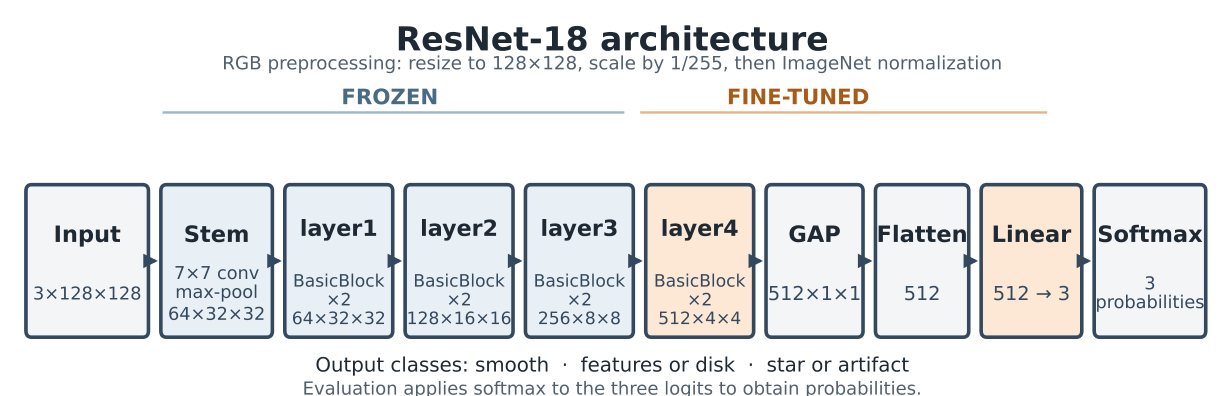 ResNet-18 architecture
RGB preprocessing: resize to 128×128, scale by 1/255, then ImageNet normalization
FROZEN
FINE-TUNED
Input
3×128×128
Stem
7×7 conv
max-pool
64×32×32
layer1
BasicBlock
×2
64×32×32
layer2
BasicBlock
×2
128×16×16
layer3
BasicBlock
×2
256×8×8
layer4
BasicBlock
×2
512×4×4
GAP
512×1×1
Flatten
512
Linear
512 → 3
Softmax
3
probabilities
Output classes: smooth · features or disk · star or artifact
Evaluation applies softmax to the three logits to obtain probabilities.